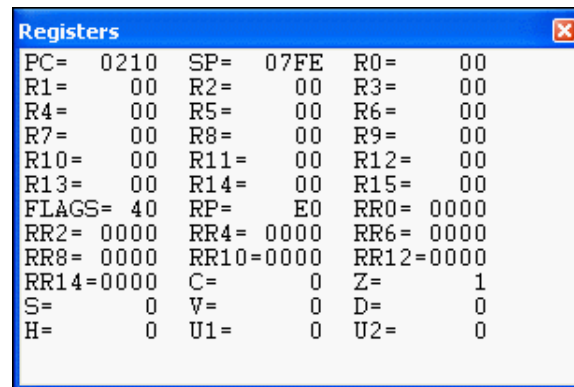 Registers
PC= 0210 SP= 07FE R0= 00
R1= 00 R2= 00 R3= 00
R4= 00 R5= 00 R6= 00
R7= 00 R8= 00 R9= 00
R10= 00 R11= 00 R12= 00
R13= 00 R14= 00 R15= 00
FLAGS= 40 RP= E0 RR0= 0000
RR2= 0000 RR4= 0000 RR6= 0000
RR8= 0000 RR10=0000 RR12=0000
RR14=0000 C= 0 Z= 1
S= 0 V= 0 D= 0
H= 0 U1= 0 U2= 0